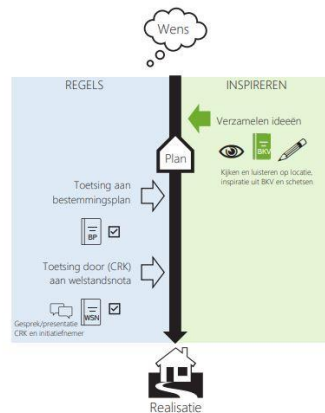 Wens
REGELS
INSPIREREN
Verzamelen ideeën
BKV
Kijken en luisteren op locatie,
inspiratie uit BKV en schetsen.
Plan
Toetsing aan
bestemmingsplan
BP
Toetsing door (CRK)
aan welstandsnota
WSN
Gesprek/presentatie
CRK en initiatiefnemer
Realisatie